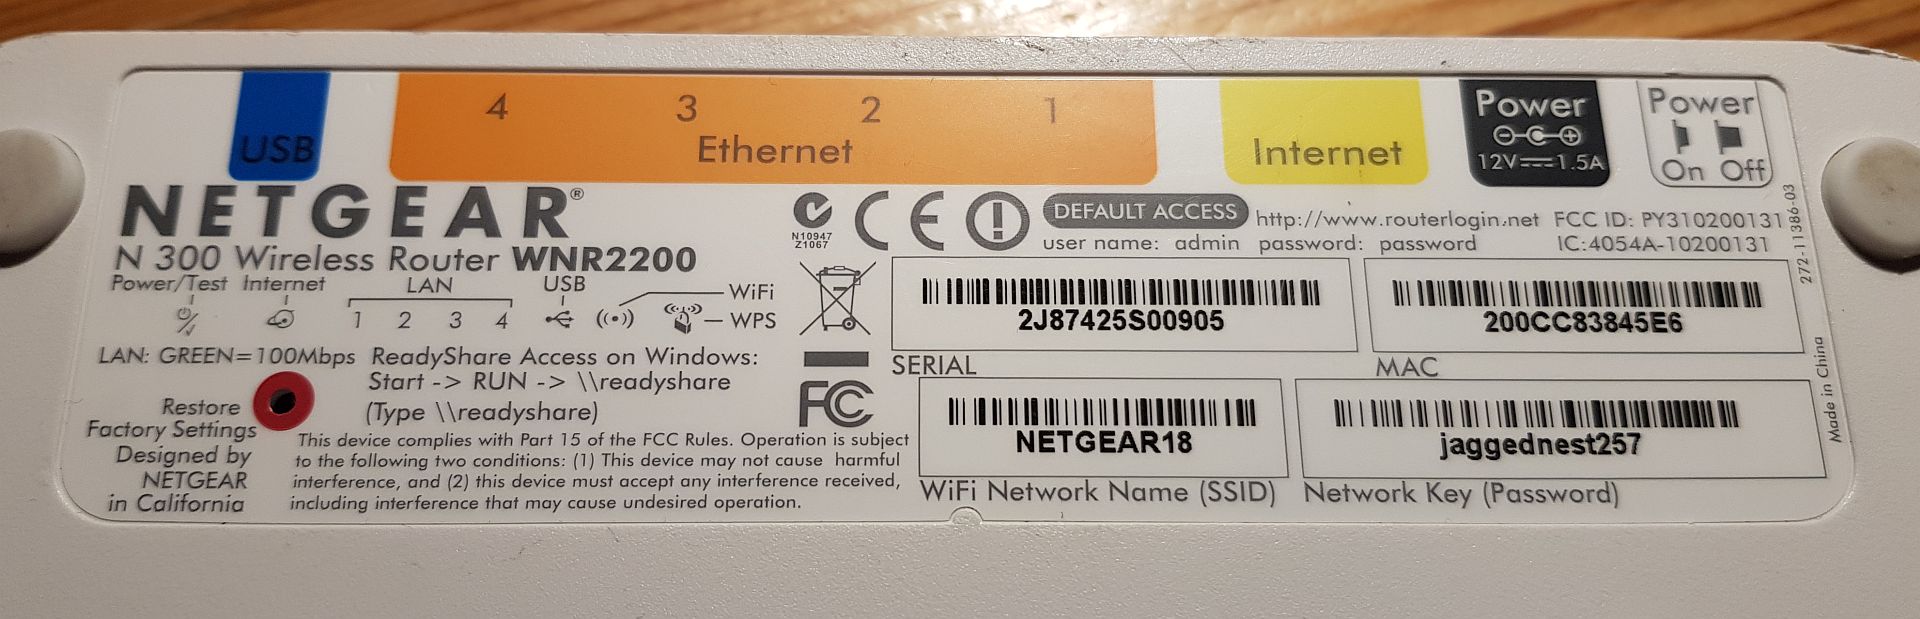 4 3 2 1
USB Ethernet Internet
Power
12V 1.5A
Power
On Off
NETGEAR®
N 300 Wireless Router WNR2200
N10947
Z1067
DEFAULT ACCESS http://www.routerlogin.net
user name: admin password: password
FCC ID: PY310200131
IC:4054A-10200131
272-11386-03
Made in China
Power/Test Internet LAN USB
1 2 3 4
WiFi
WPS
LAN: GREEN=100Mbps
Restore
Factory Settings
Designed by
NETGEAR
in California
ReadyShare Access on Windows:
Start -> RUN -> \\readyshare
(Type \\readyshare)
This device complies with Part 15 of the FCC Rules. Operation is subject
to the following two conditions: (1) This device may not cause harmful
interference, and (2) this device must accept any interference received,
including interference that may cause undesired operation.
CE
FC
2J87425S00905
SERIAL
200CC83845E6
MAC
NETGEAR18
WiFi Network Name (SSID)
jaggednest257
Network Key (Password)